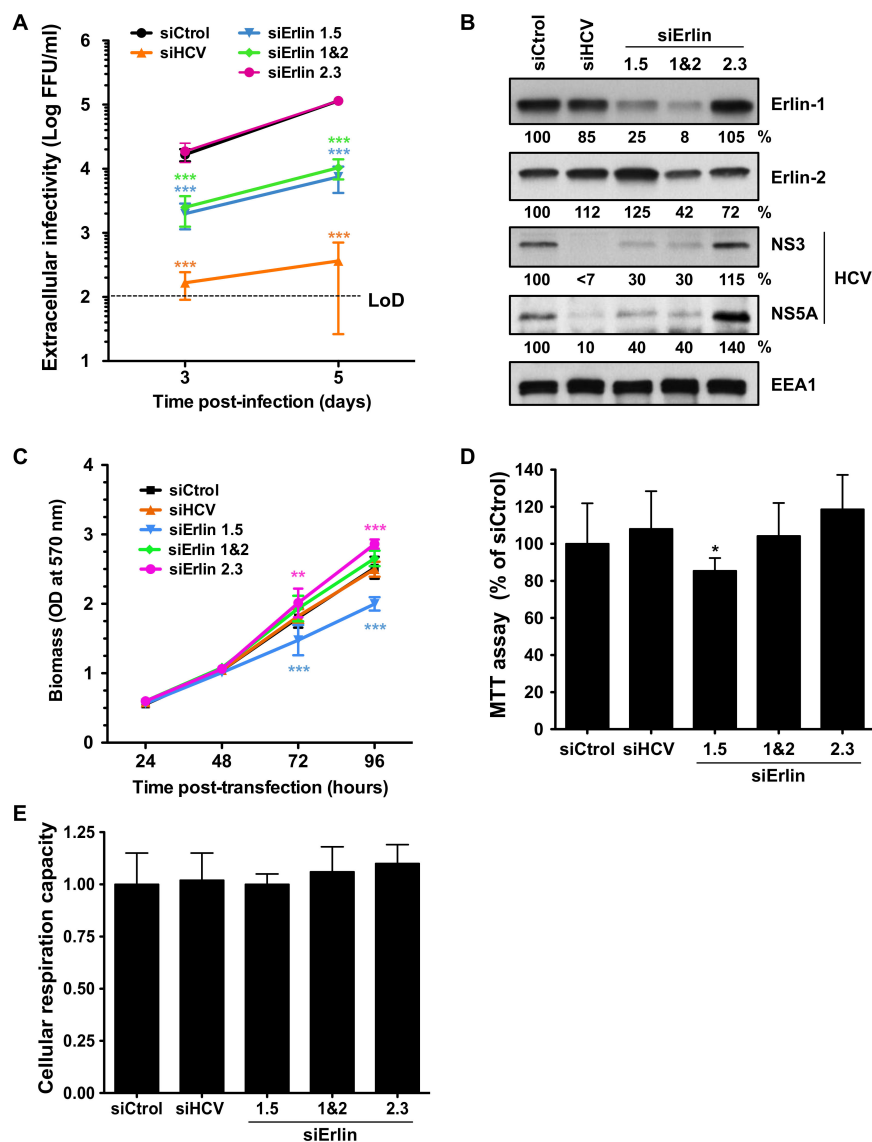 A
siCtrol
siHCV
siErlin 1.5
siErlin 1&2
siErlin 2.3
Extracellular infectivity (Log FFU/ml)
6
5
4
3
2
1
***
***
***
***
***
***
LoD
3 5
Time post-infection (days)
B
siCtrol siHCV siErlin
1.5 1&2 2.3
Erlin-1
100 85 25 8 105 %
Erlin-2
100 112 125 42 72 %
NS3
100 <7 30 30 115 %
HCV
NS5A
100 10 40 40 140 %
EEA1
C
siCtrol
siHCV
siErlin 1.5
siErlin 1&2
siErlin 2.3
Biomass (OD at 570 nm)
4
3
2
1
0
**
***
***
***
24 48 72 96
Time post-transfection (hours)
D
MTT assay (% of siCtrol)
140
120
100
80
60
40
20
0
*
siCtrol siHCV 1.5 1&2 2.3
siErlin
E
Cellular respiration capacity
1.25
1.00
0.75
0.50
0.25
0.00
siCtrol siHCV 1.5 1&2 2.3
siErlin